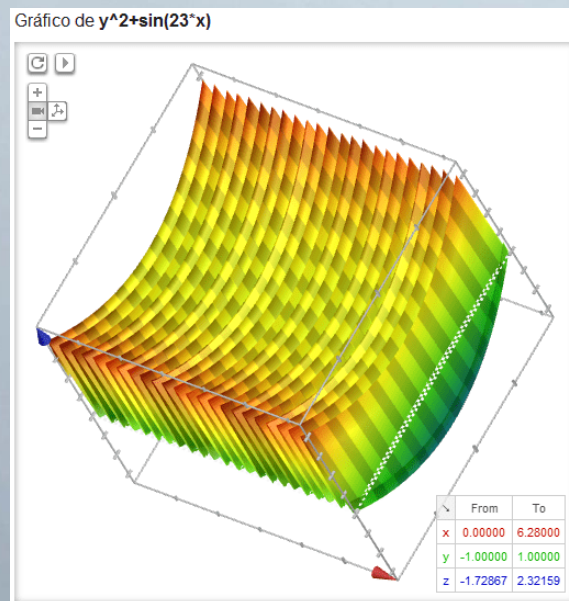 Gráfico de y^2+sin(23*x)
From To
x 0.00000 6.28000
y -1.00000 1.00000
z -1.72867 2.32159